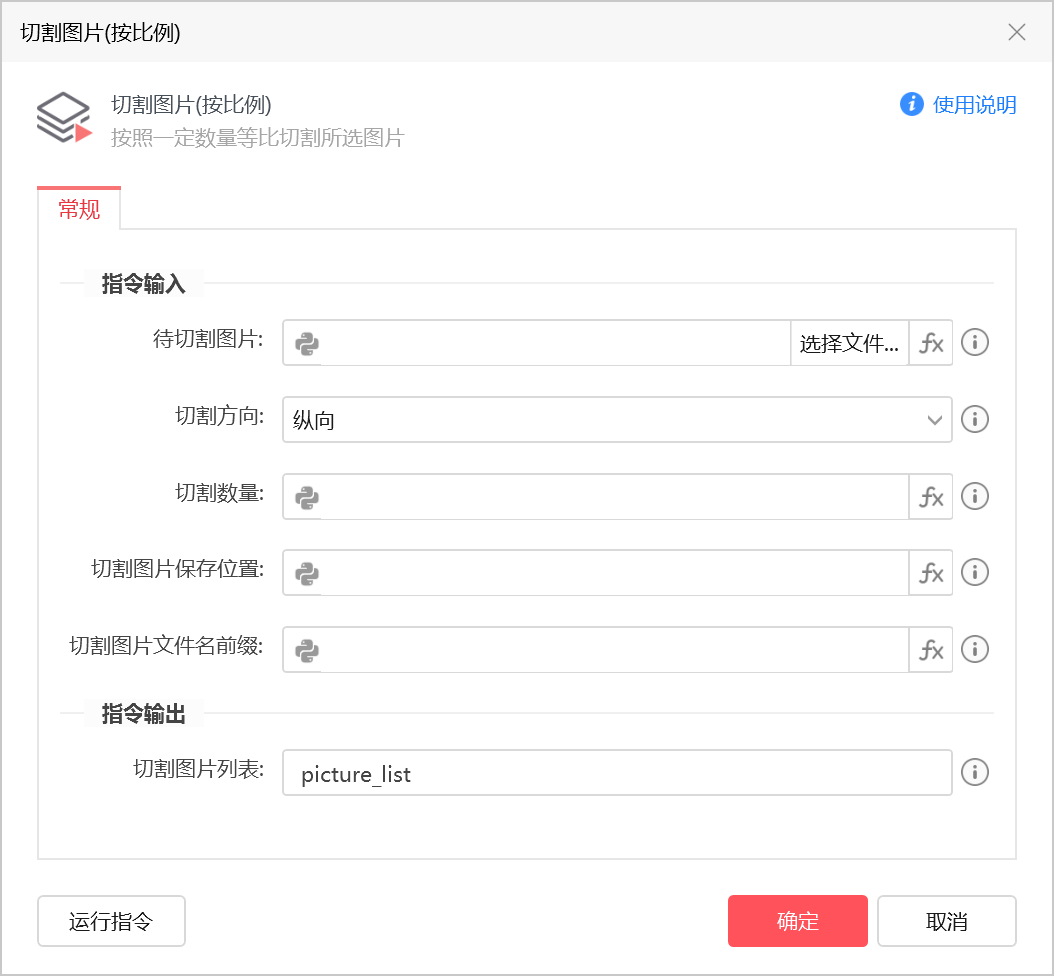 切割图片(按比例)
切割图片(按比例)
使用说明
按照一定数量等比切割所选图片
常规
指令输入
待切割图片:
选择文件...
fx
切割方向:
纵向
切割数量:
fx
切割图片保存位置:
fx
切割图片文件名前缀:
fx
指令输出
切割图片列表:
picture_list
运行指令
确定
取消